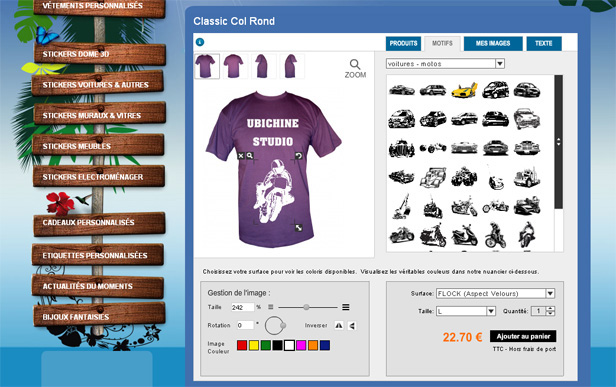 VÊTEMENTS PERSONNALISÉS
STICKERS DOME 3D
STICKERS VOITURES & AUTRES
STICKERS MURAUX & VITRES
STICKERS MEUBLES
STICKERS ELECTROMÉNAGER
CADEAUX PERSONNALISÉS
ETIQUETTES PERSONNALISÉES
ACTUALITÉS DU MOMENTS
BIJOUX FANTAISIES
Classic Col Rond
PRODUITS MOTIFS MES IMAGES TEXTE
ZOOM
voitures - motos
UBICHINE
STUDIO
Choisissez votre surface pour voir les coloris disponibles. Visualisez les véritables couleurs dans notre nuancier ci-dessous.
Gestion de l'image :
Taille 242 %
Rotation 0 ° Inverser
Image
Couleur
Surface: FLOCK (Aspect Velours)
Taille: L Quantité: 1
22.70 € Ajouter au panier
TTC - Hors frais de port